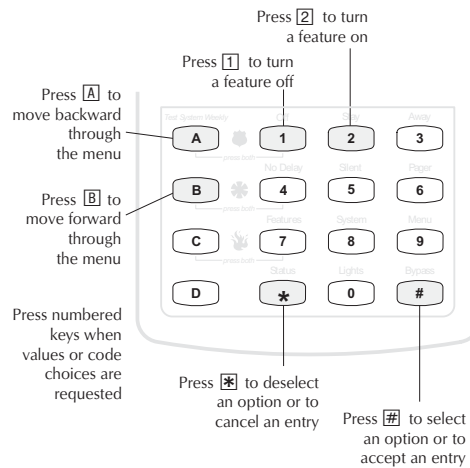 Press 2 to turn
a feature on
Press 1 to turn
a feature off
Press A to
move backward
through
the menu
Press B to
move forward
through
the menu
Press numbered
keys when
values or code
choices are
requested
Test System Weekly Off Stay Away
A 1 2 3
press both
No Delay Silent Pager
B 4 5 6
press both
Features System Menu
C 7 8 9
press both
Status Lights Bypass
D * 0 #
Press * to deselect
an option or to
cancel an entry
Press # to select
an option or to
accept an entry